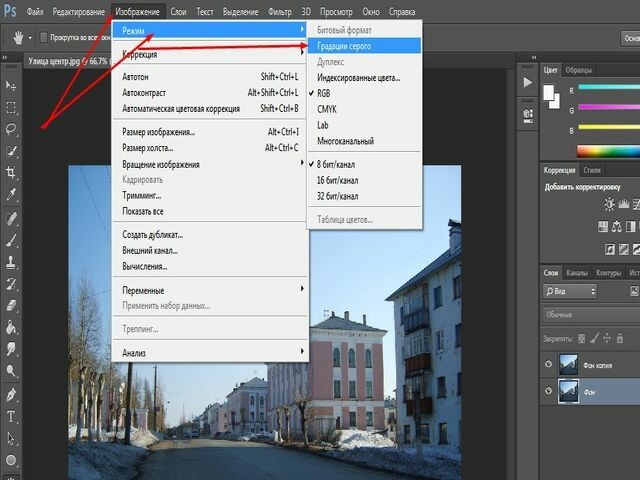 Ps Файл Редактирование Изображение Слои Текст Выделение Фильтр 3D Просмотр Окно Справка
Прокрутка во всех
Улица центр.jpg @ 66,7%
Режим
Коррекция
Автотон Shift+Ctrl+L
Автоконтраст Alt+Shift+Ctrl+L
Автоматическая цветовая коррекция Shift+Ctrl+B
Размер изображения... Alt+Ctrl+I
Размер холста... Alt+Ctrl+C
Вращение изображения
Кадрировать
Тримминг...
Показать все
Создать дубликат...
Внешний канал...
Вычисления...
Переменные
Применить набор данных...
Треппинг...
Анализ
Битовый формат
Градации серого
Дуплекс
Индексированные цвета...
RGB
CMYK
Lab
Многоканальный
8 бит/канал
16 бит/канал
32 бит/канал
Таблица цветов...
Цвет Образцы
R
G
B
Коррекция Стили
Добавить корректировку
Слои Каналы Контуры
Вид
Обычные
Закрепить:
Фон копия
Фон